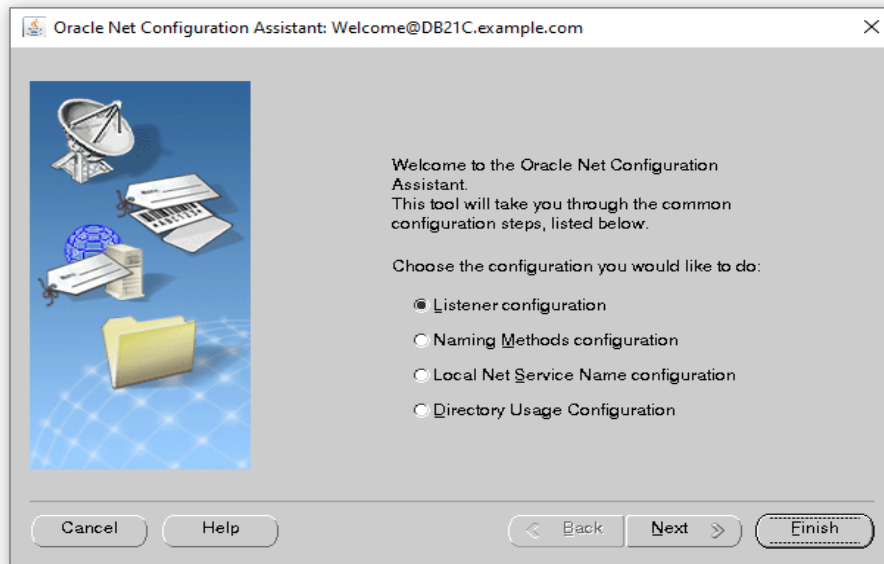 Oracle Net Configuration Assistant: Welcome@DB21C.example.com
Welcome to the Oracle Net Configuration
Assistant.
This tool will take you through the common
configuration steps, listed below.
Choose the configuration you would like to do:
Listener configuration
Naming Methods configuration
Local Net Service Name configuration
Directory Usage Configuration
Cancel Help Back Next Finish